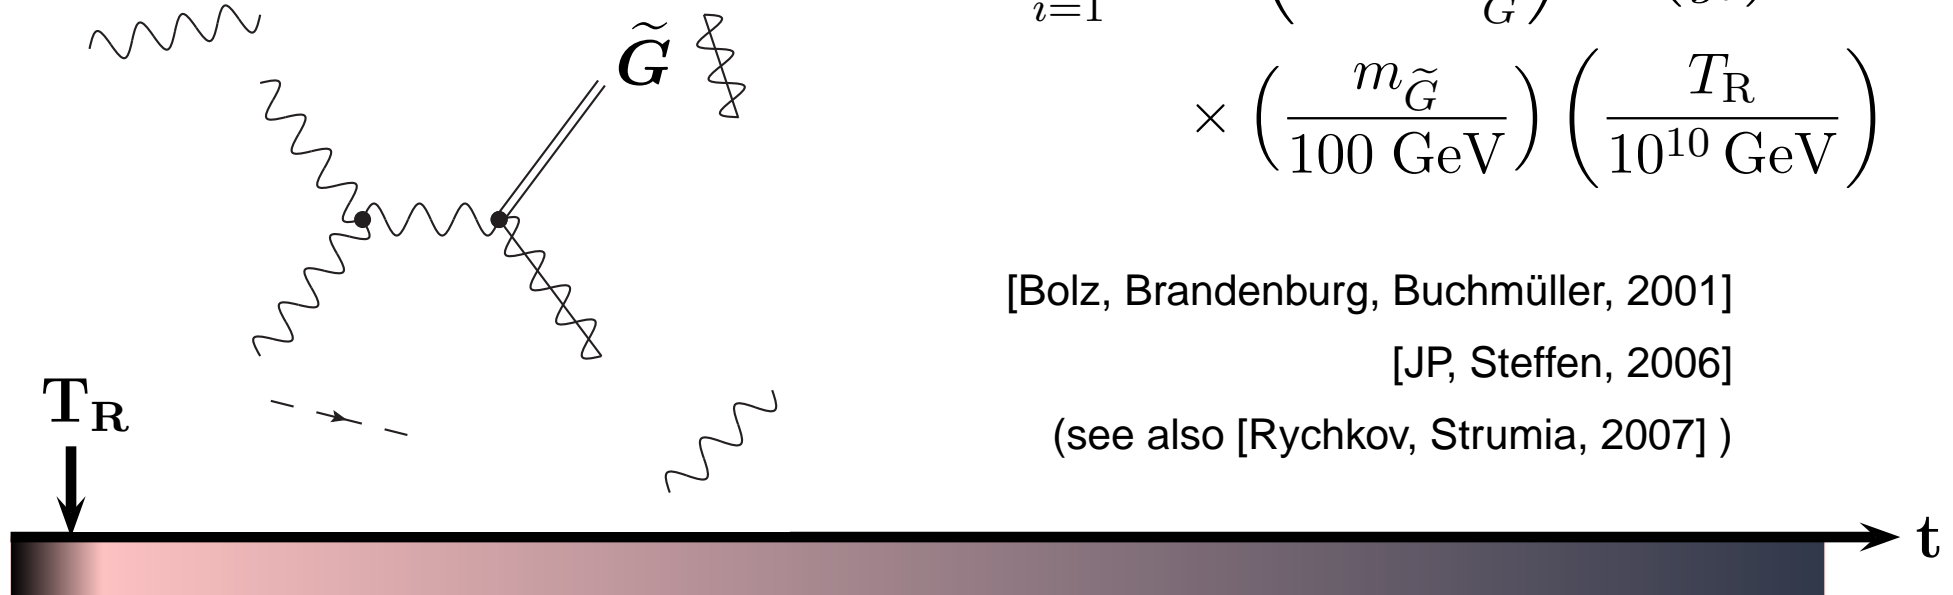 i=1
G̃
× ( m_G̃ / 100 GeV ) ( T_R / 10^10 GeV )
[Bolz, Brandenburg, Buchmüller, 2001]
[JP, Steffen, 2006]
(see also [Rychkov, Strumia, 2007] )
T_R
t